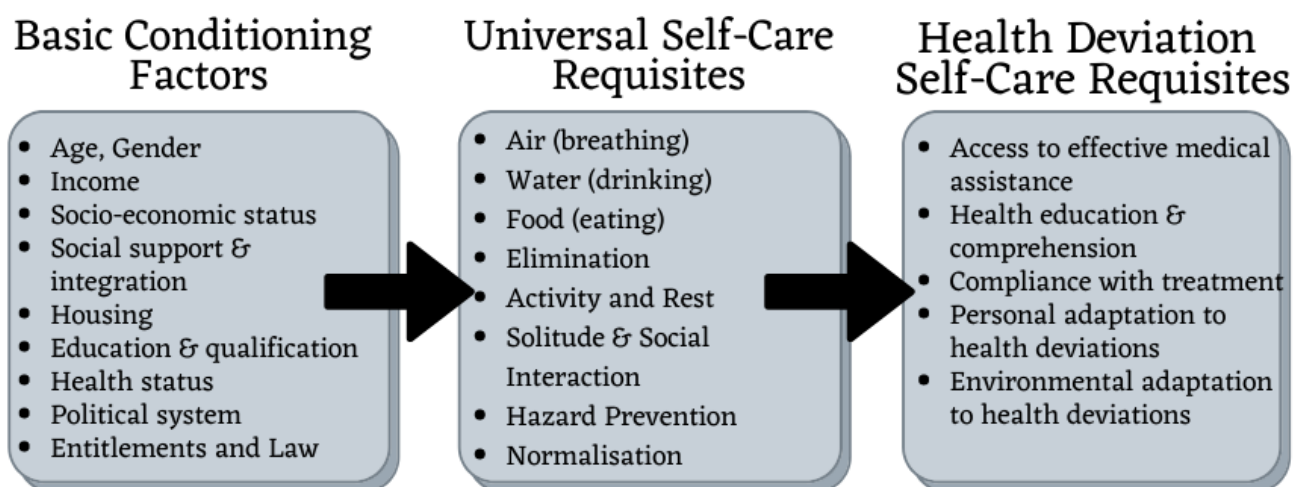 Basic Conditioning
Factors
• Age, Gender
• Income
• Socio-economic status
• Social support &
integration
• Housing
• Education & qualification
• Health status
• Political system
• Entitlements and Law
Universal Self-Care
Requisites
• Air (breathing)
• Water (drinking)
• Food (eating)
• Elimination
• Activity and Rest
• Solitude & Social
Interaction
• Hazard Prevention
• Normalisation
Health Deviation
Self-Care Requisites
• Access to effective medical
assistance
• Health education &
comprehension
• Compliance with treatment
• Personal adaptation to
health deviations
• Environmental adaptation
to health deviations